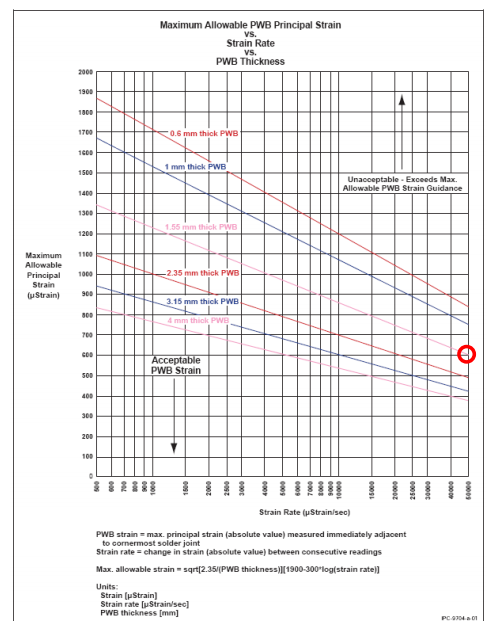 Maximum Allowable PWB Principal Strain
vs.
Strain Rate
vs.
PWB Thickness
2000
1900
1800
1700
1600
1500
1400
1300
1200
1100
1000
900
800
700
600
500
400
300
200
100
0
0.6 mm thick PWB
1 mm thick PWB
Unacceptable - Exceeds Max.
Allowable PWB Strain Guidance
1.55 mm thick PWB
2.35 mm thick PWB
3.15 mm thick PWB
4 mm thick PWB
Maximum
Allowable
Principal
Strain
(µStrain)
Acceptable
PWB Strain
500 600 700 800 900 1000 1500 2000 2500 3000 4000 5000 6000 7000 8000 9000 10000 15000 20000 25000 30000 40000 50000
Strain Rate (µStrain/sec)
PWB strain = max. principal strain (absolute value) measured immediately adjacent
to cornermost solder joint
Strain rate = change in strain (absolute value) between consecutive readings
Max. allowable strain = sqrt[2.35/(PWB thickness)][1900-300*log(strain rate)]
Units:
Strain [µStrain]
Strain rate [µStrain/sec]
PWB thickness [mm]
IPC-9704-a-01